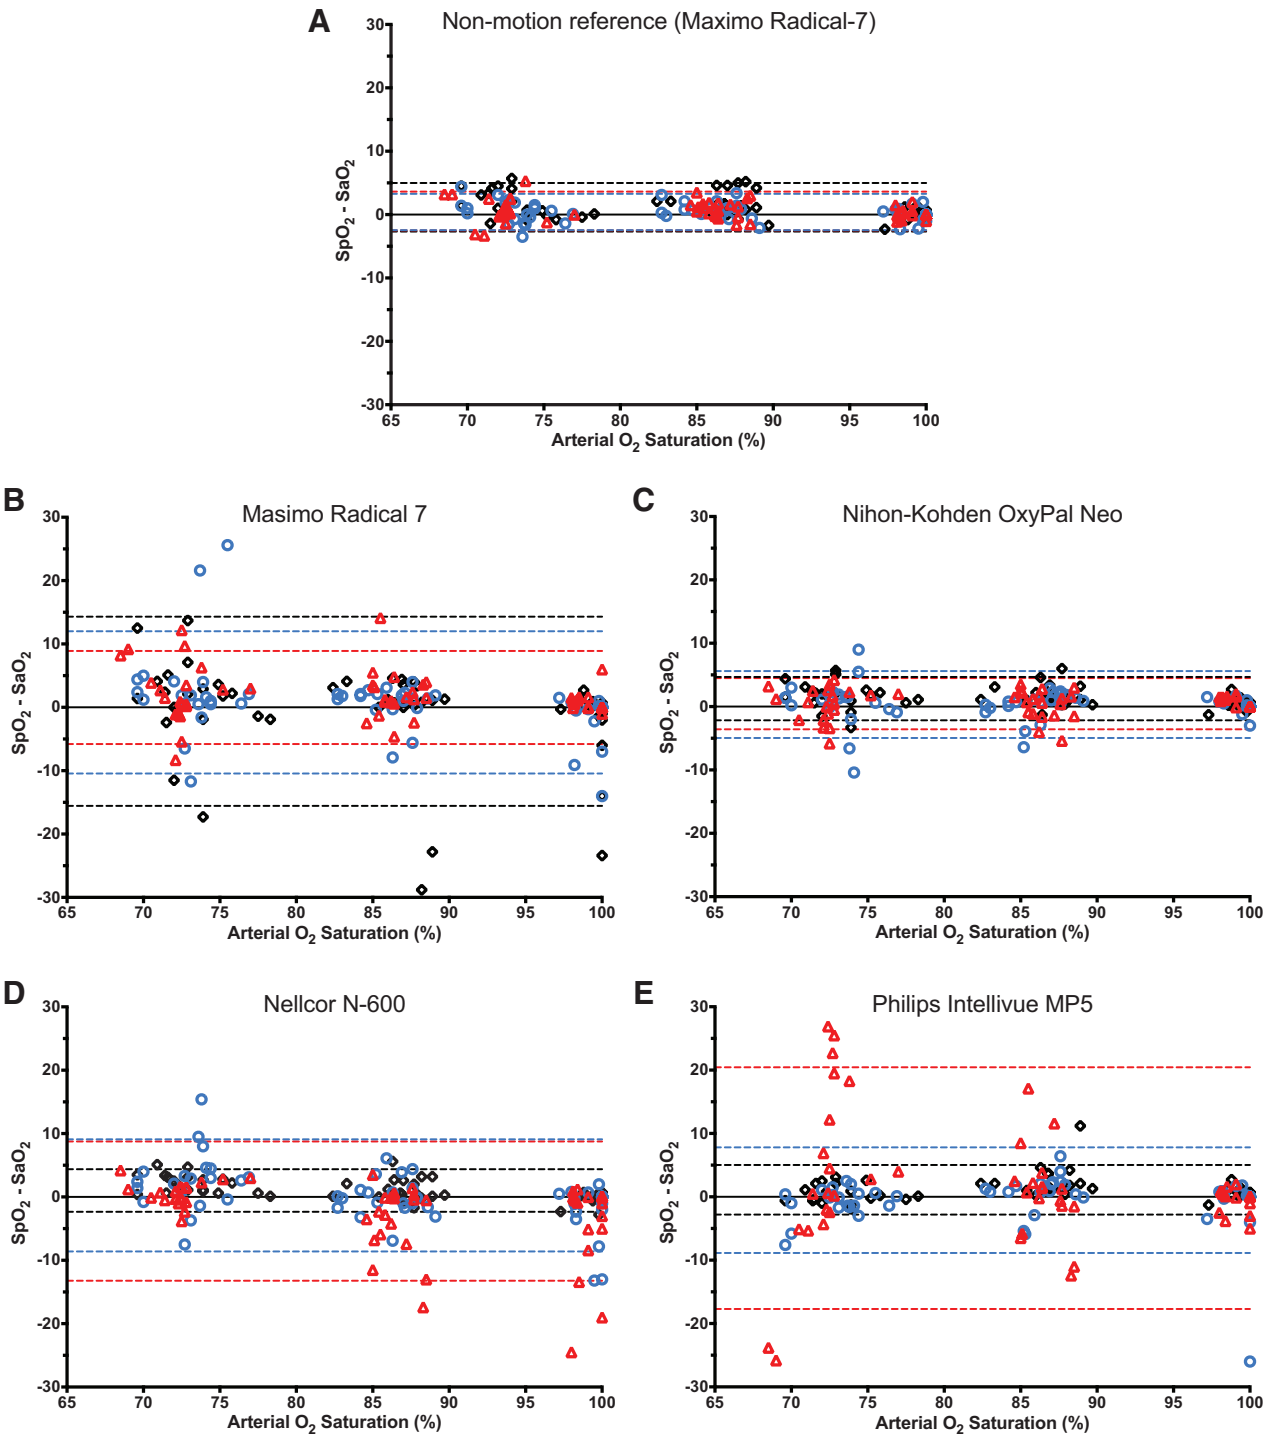 A
Non-motion reference (Maximo Radical-7)
30
20
10
0
-10
-20
-30
SpO2 - SaO2
65 70 75 80 85 90 95 100
Arterial O2 Saturation (%)
B
Masimo Radical 7
30
20
10
0
-10
-20
-30
SpO2 - SaO2
65 70 75 80 85 90 95 100
Arterial O2 Saturation (%)
C
Nihon-Kohden OxyPal Neo
30
20
10
0
-10
-20
-30
SpO2 - SaO2
65 70 75 80 85 90 95 100
Arterial O2 Saturation (%)
D
Nellcor N-600
30
20
10
0
-10
-20
-30
SpO2 - SaO2
65 70 75 80 85 90 95 100
Arterial O2 Saturation (%)
E
Philips Intellivue MP5
30
20
10
0
-10
-20
-30
SpO2 - SaO2
65 70 75 80 85 90 95 100
Arterial O2 Saturation (%)